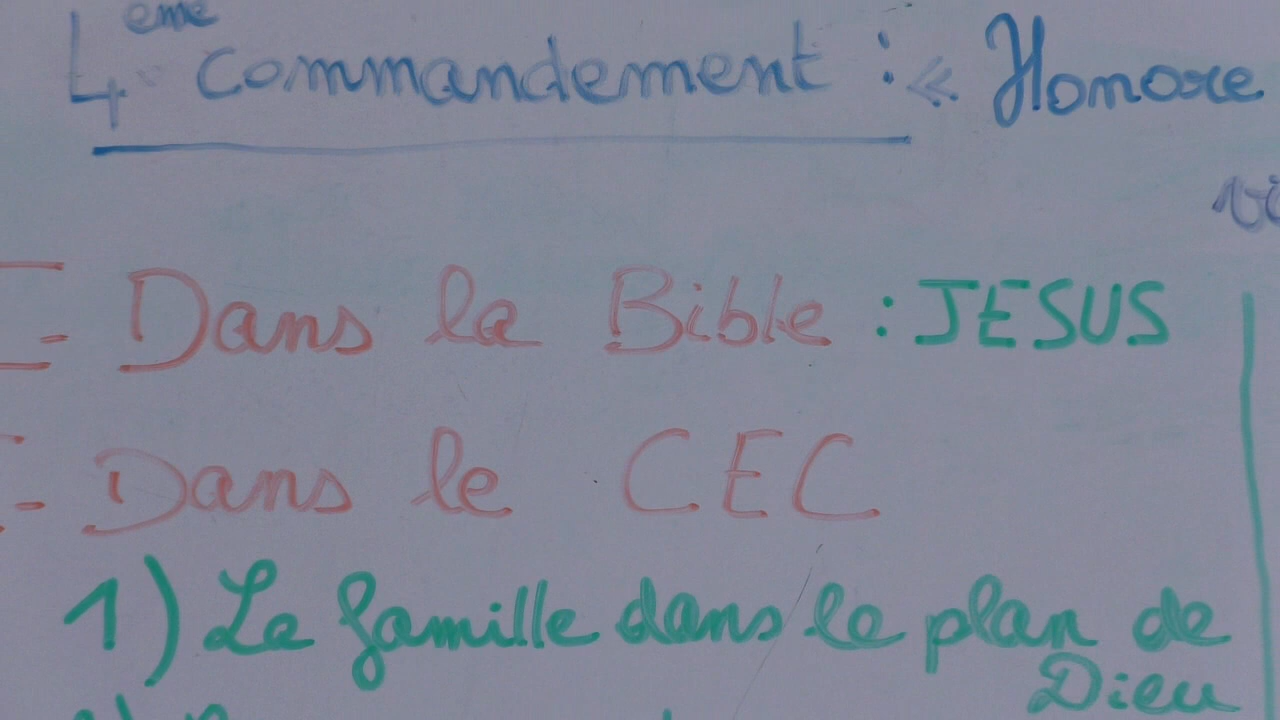 4ème commandement : « Honore
I- Dans la Bible : JESUS
- Dans le CEC
1) La famille dans le plan de
Dieu